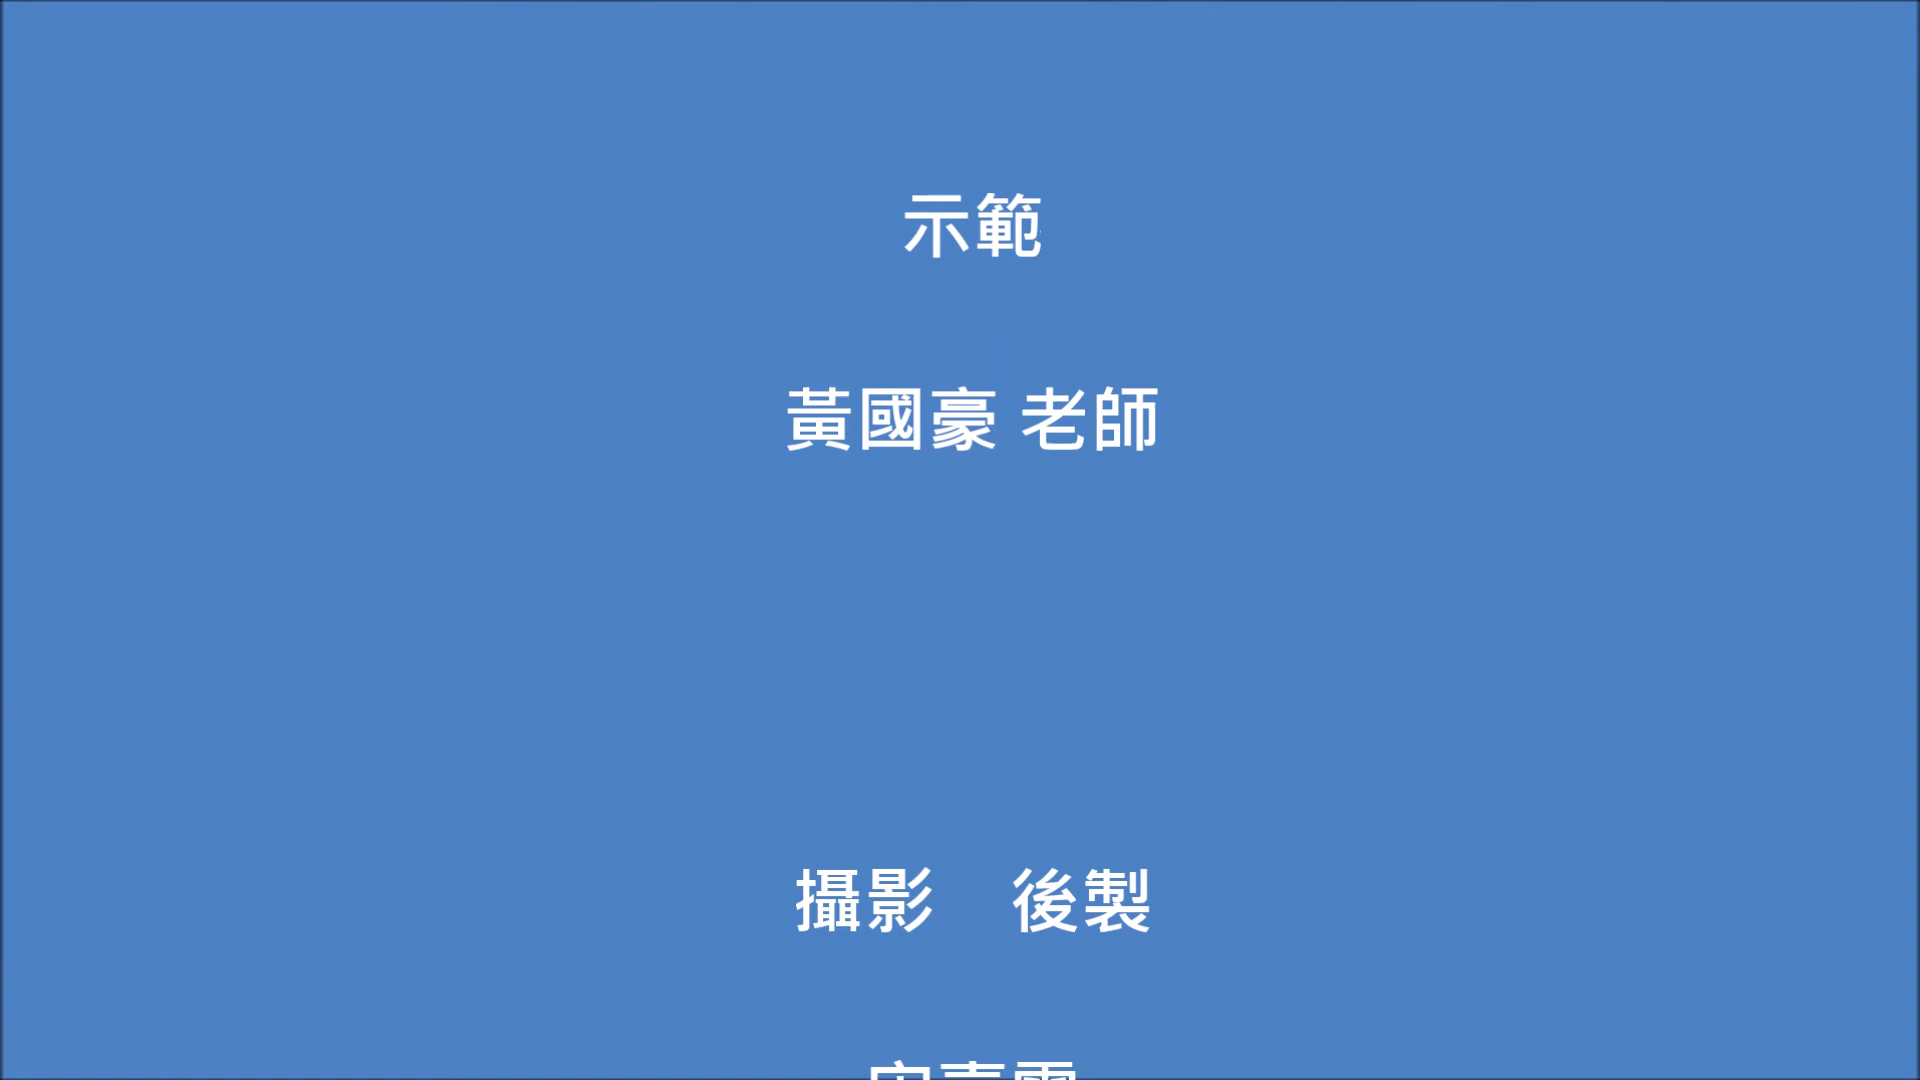 示範
黃國豪 老師
攝影　後製